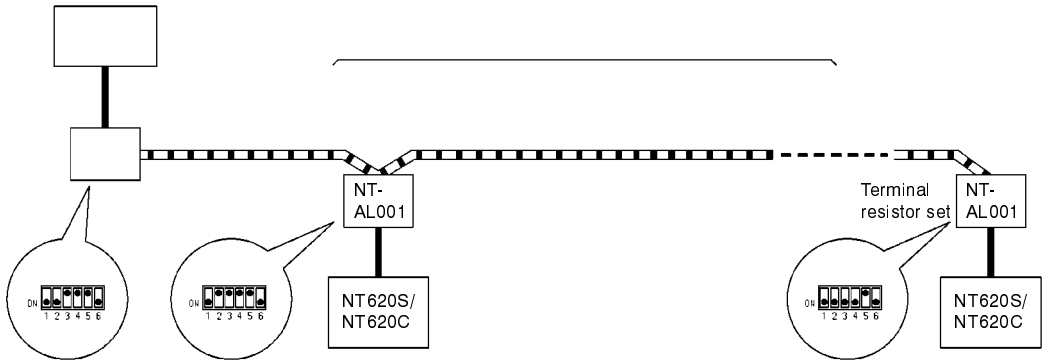 NT-
AL001
Terminal
resistor set
NT-
AL001
ON
1 2 3 4 5 6
ON
1 2 3 4 5 6
NT620S/
NT620C
ON
1 2 3 4 5 6
NT620S/
NT620C